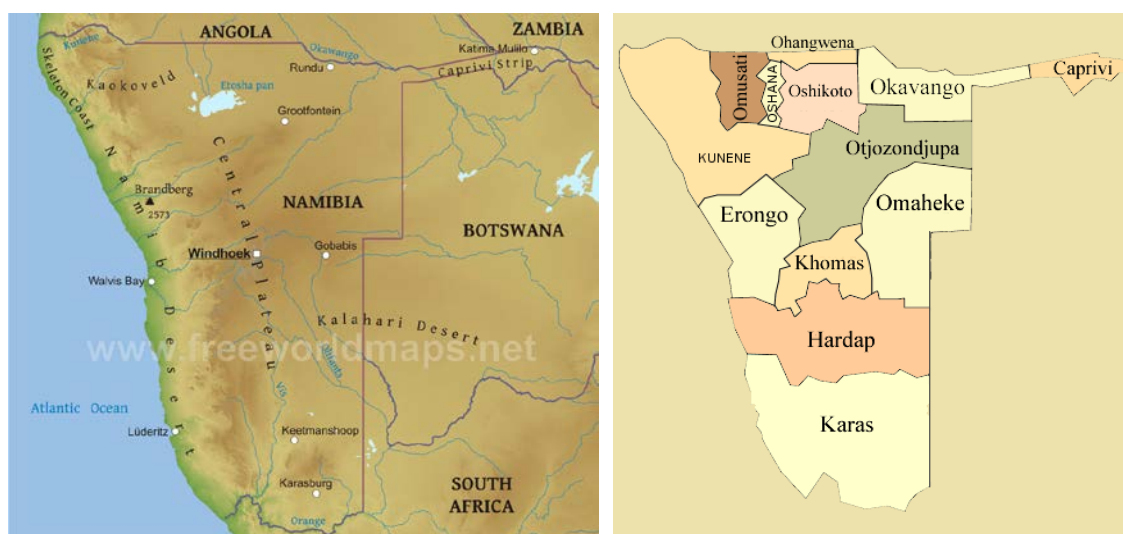 ANGOLA
ZAMBIA
Kunene
Okavango
Katima Mulilo
Skeleton Coast
Kaokoveld
Etosha pan
Rundu
Caprivi Strip
Grootfontein
Namib Desert
Central Plateau
Brandberg
2573
NAMIBIA
BOTSWANA
Windhoek
Gobabis
Walvis Bay
Kalahari Desert
www.freeworldmaps.net
Vis
Atlantic Ocean
Lüderitz
Keetmanshoop
Karasburg
SOUTH
AFRICA
Orange
Ohangwena
Omusati
OSHANA
Oshikoto
Okavango
Caprivi
KUNENE
Otjozondjupa
Erongo
Omaheke
Khomas
Hardap
Karas